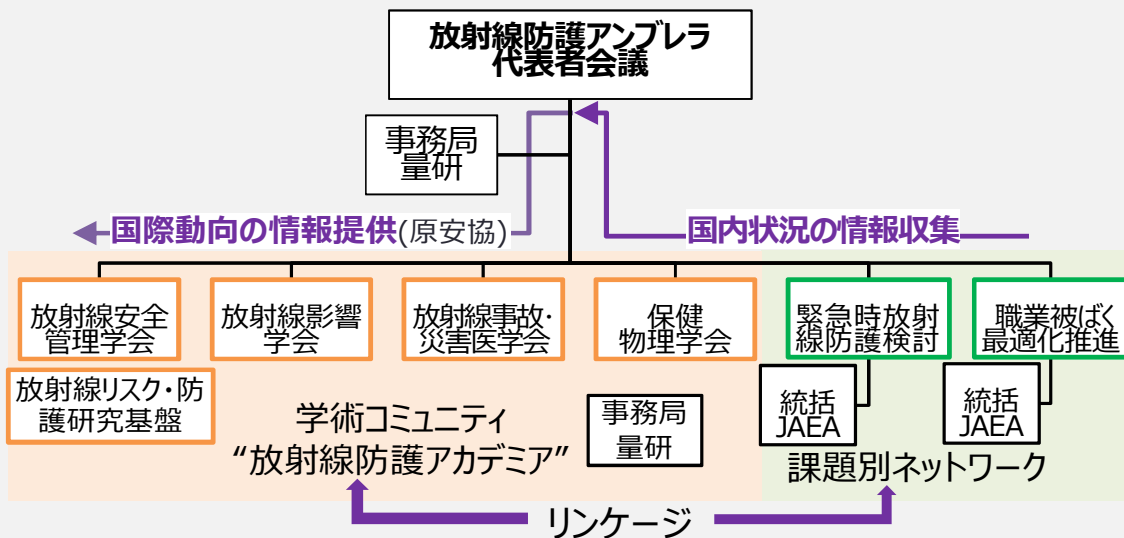 放射線防護アンブレラ
代表者会議
事務局
量研
国際動向の情報提供(原安協)
国内状況の情報収集
放射線安全
管理学会
放射線影響
学会
放射線事故・
災害医学会
保健
物理学会
緊急時放射
線防護検討
職業被ばく
最適化推進
放射線リスク・防
護研究基盤
学術コミュニティ
“放射線防護アカデミア”
事務局
量研
統括
JAEA
統括
JAEA
課題別ネットワーク
リンケージ